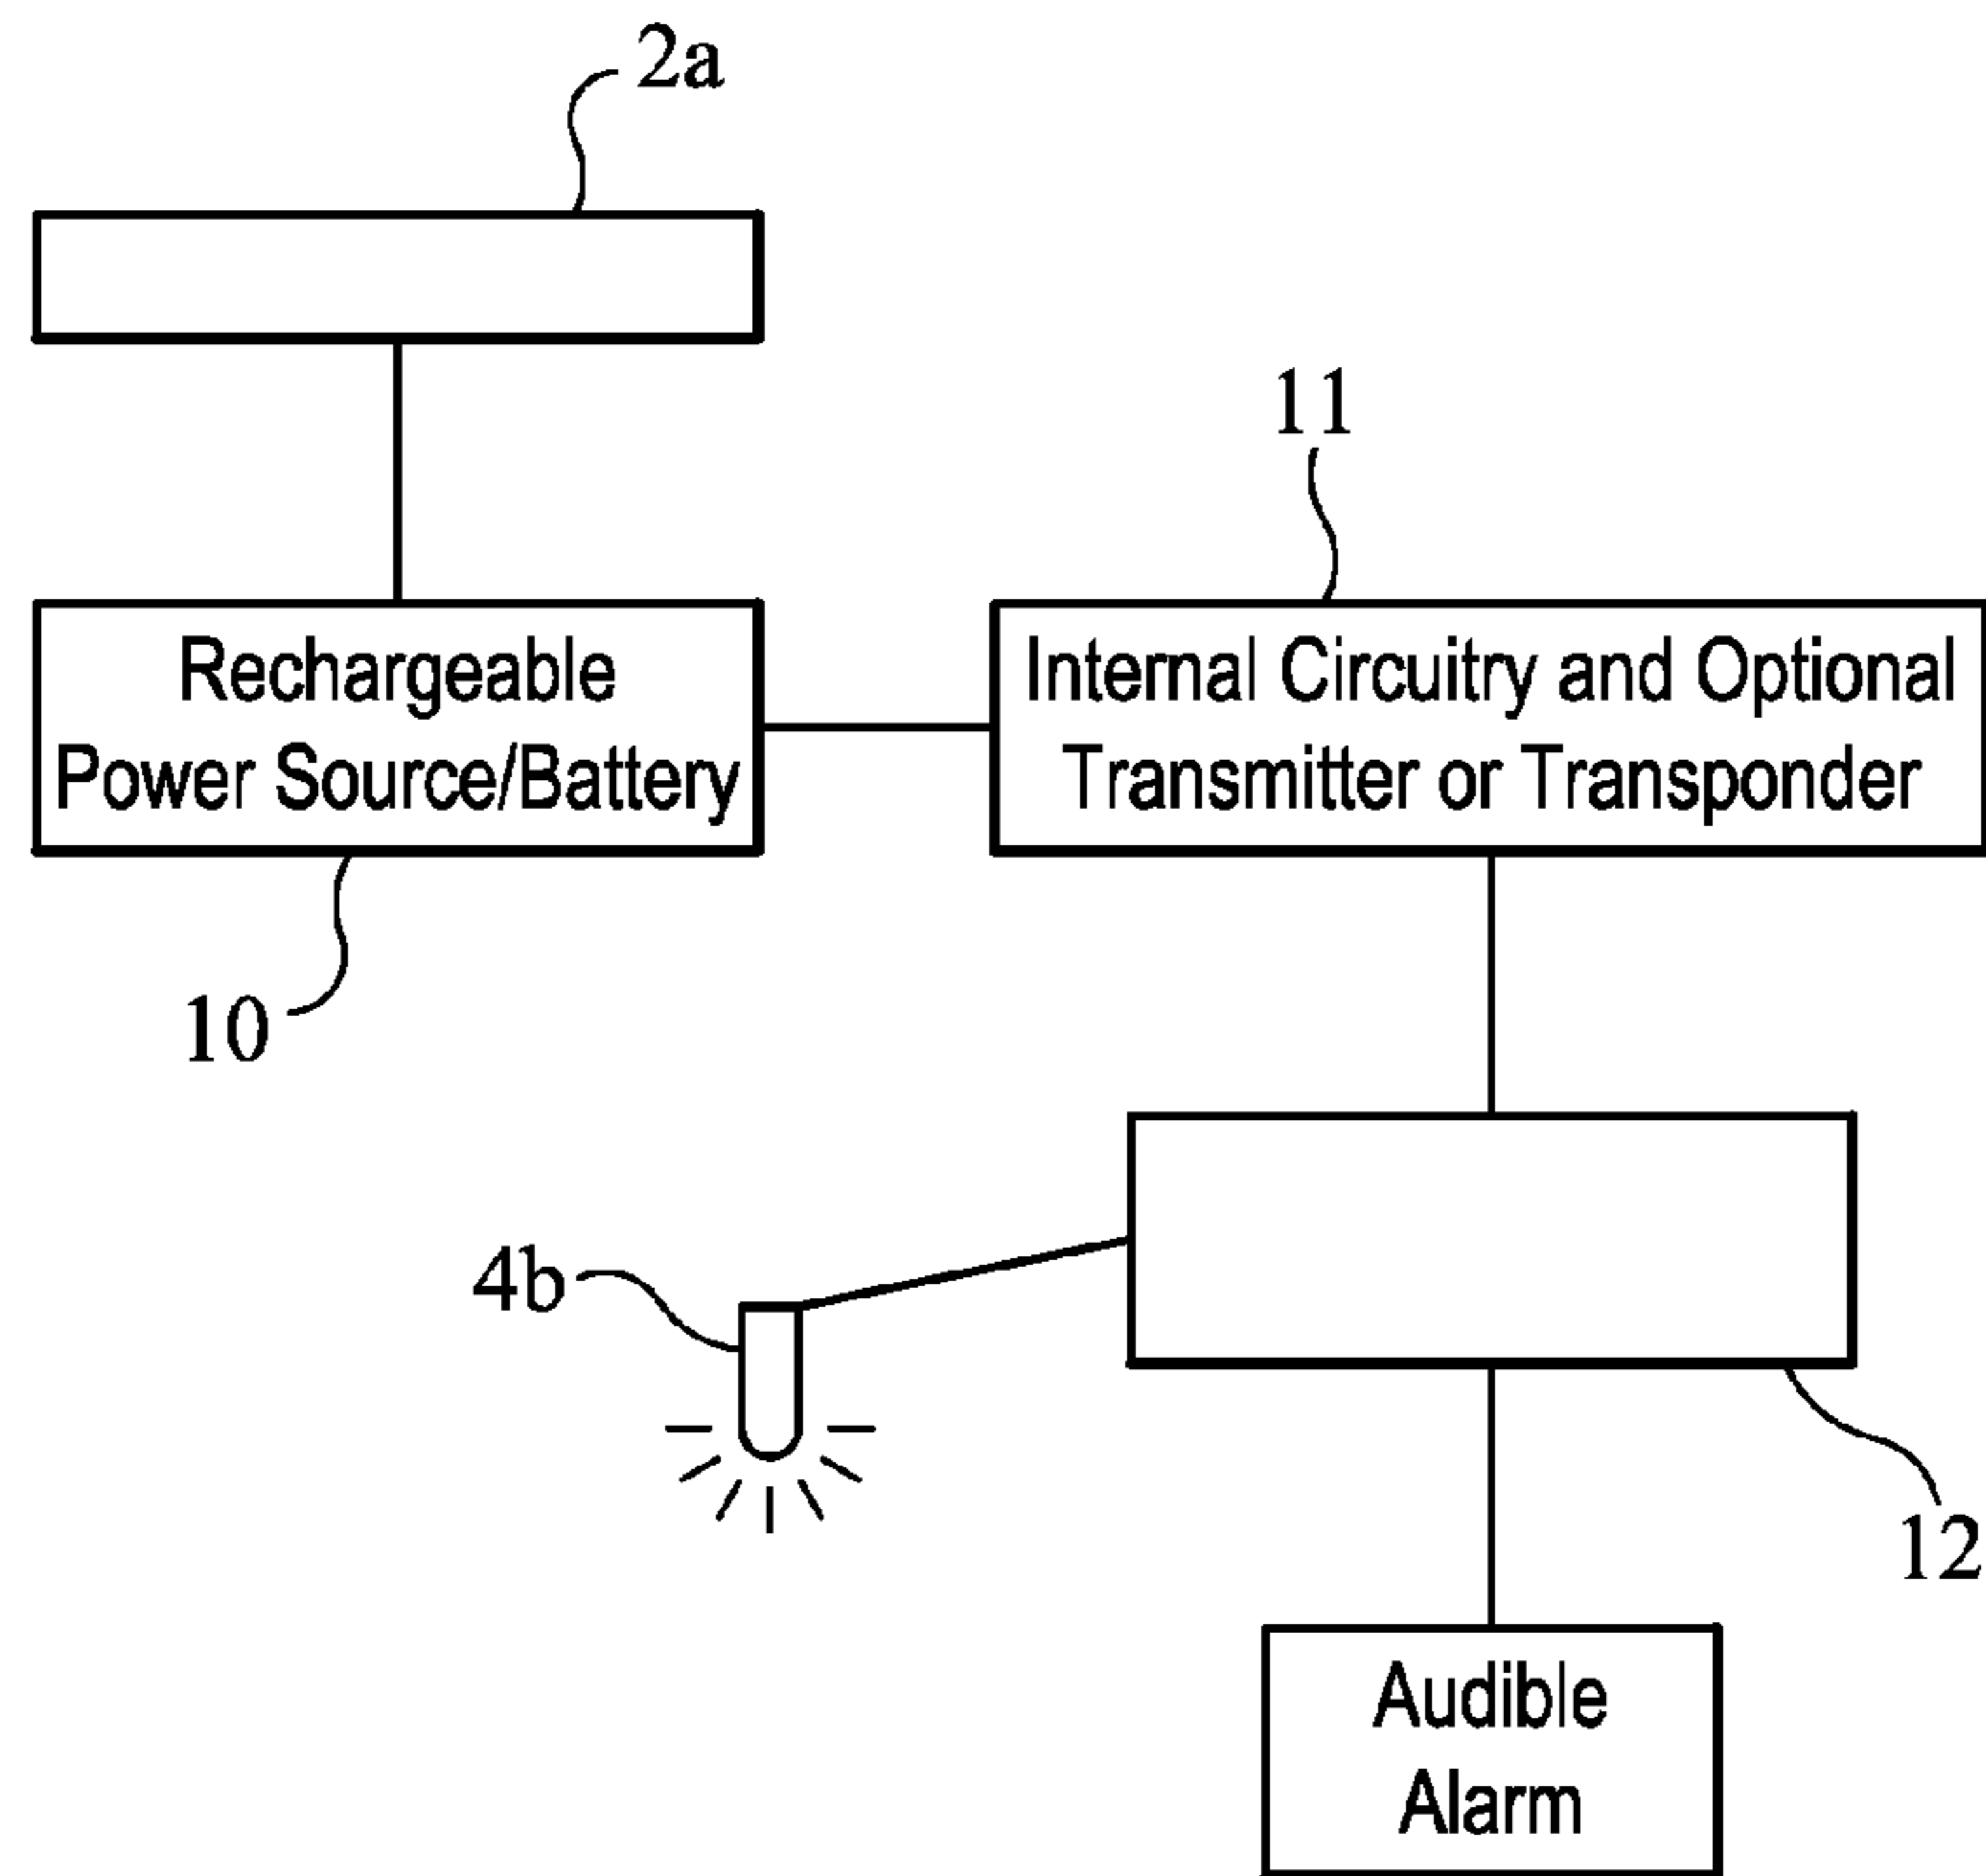 2a
11
Rechargeable
Power Source/Battery
Internal Circuitry and Optional
Transmitter or Transponder
10
4b
12
Audible
Alarm